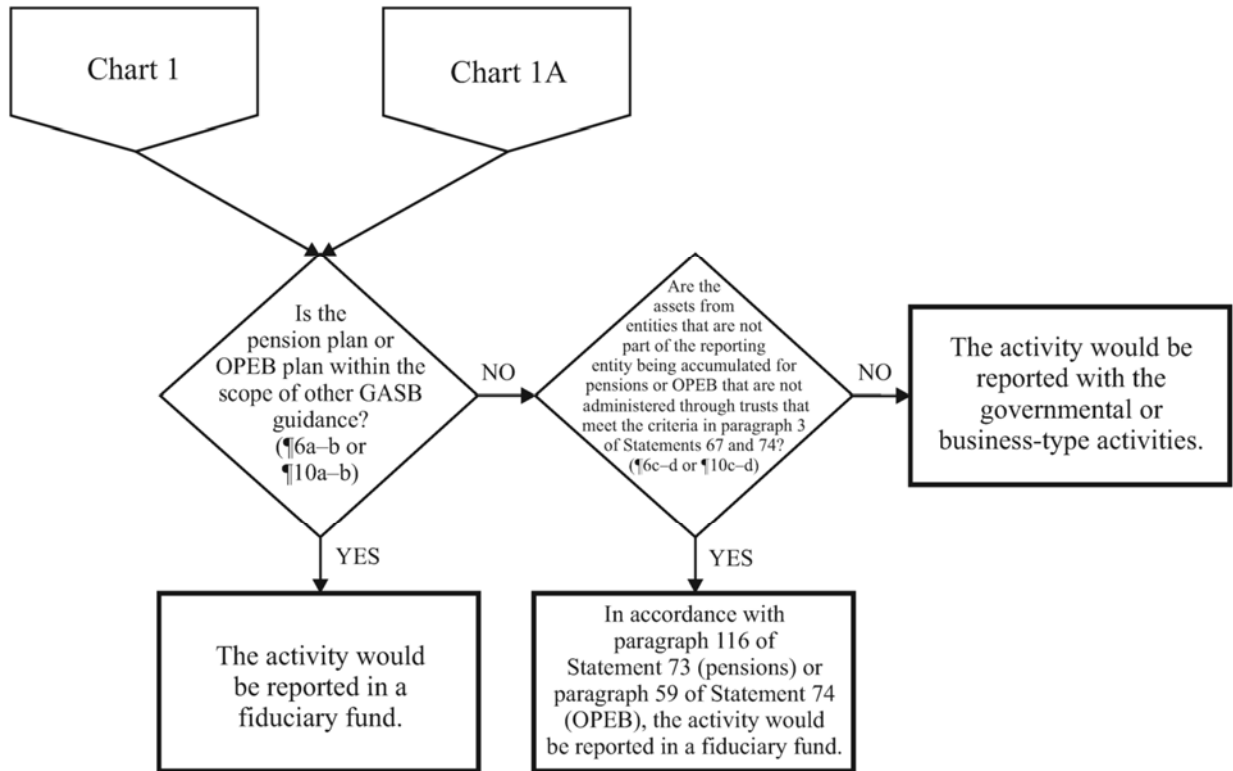 Chart 1
Chart 1A
Is the
pension plan or
OPEB plan within the
scope of other GASB
guidance?
(¶6a–b or
¶10a–b)
NO
Are the
assets from
entities that are not
part of the reporting
entity being accumulated for
pensions or OPEB that are not
administered through trusts that
meet the criteria in paragraph 3
of Statements 67 and 74?
(¶6c–d or ¶10c–d)
NO
The activity would be
reported with the
governmental or
business-type activities.
YES
YES
The activity would
be reported in a
fiduciary fund.
In accordance with
paragraph 116 of
Statement 73 (pensions) or
paragraph 59 of Statement 74
(OPEB), the activity would
be reported in a fiduciary fund.